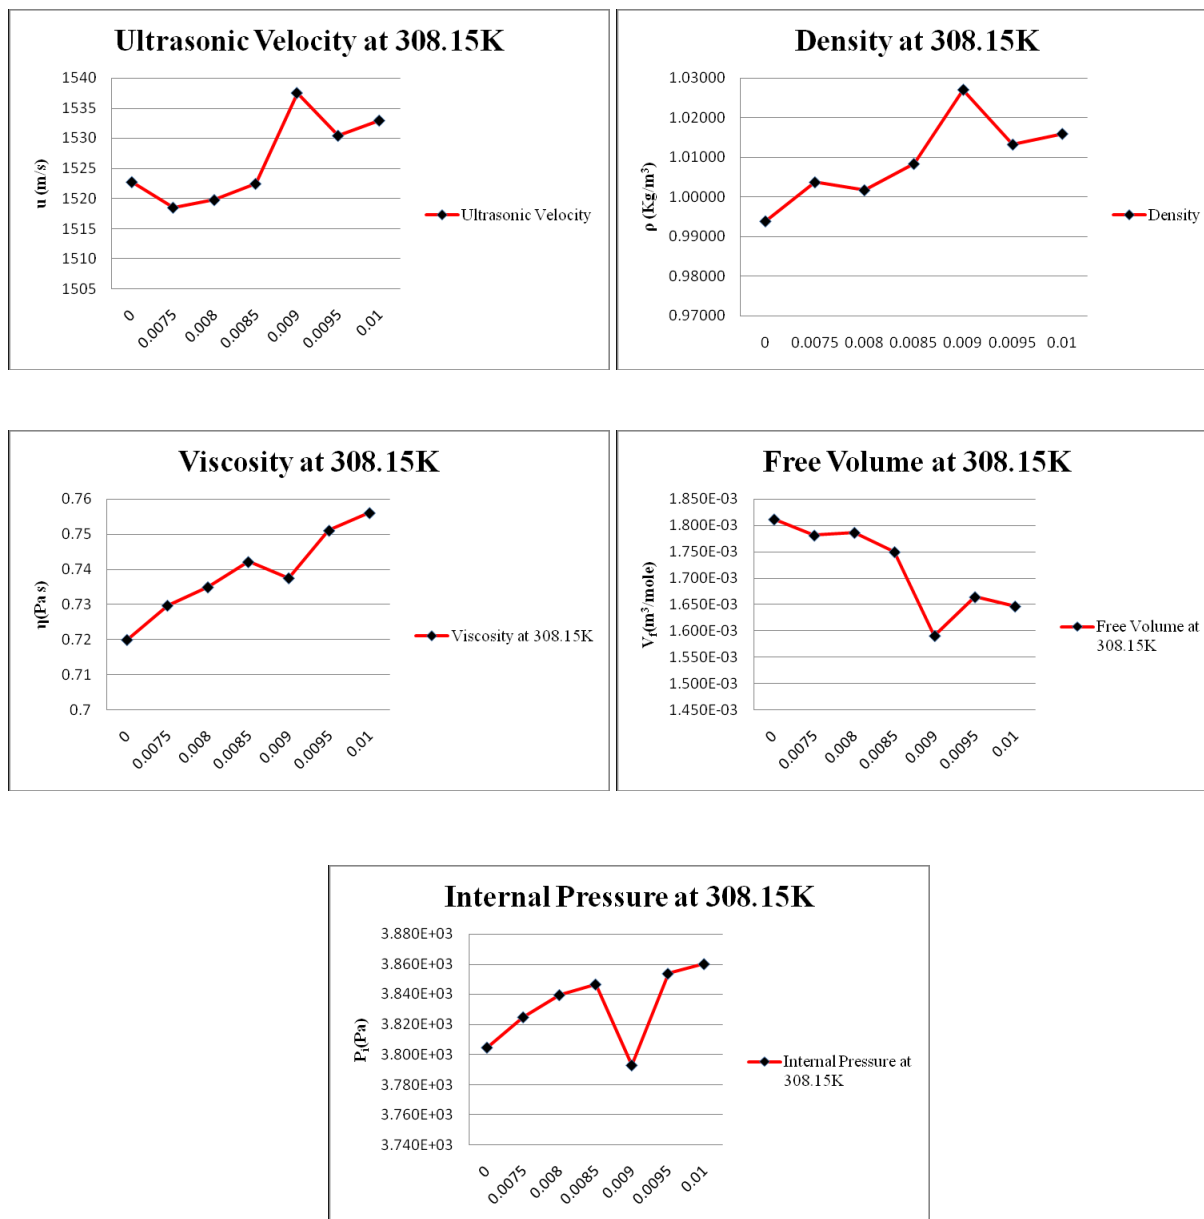 Ultrasonic Velocity at 308.15K
1540
1535
1530
1525
1520
1515
1510
1505
u (m/s)
0 0.0075 0.008 0.0085 0.009 0.0095 0.01
Ultrasonic Velocity
Density at 308.15K
1.03000
1.02000
1.01000
1.00000
0.99000
0.98000
0.97000
ρ (Kg/m³)
0 0.0075 0.008 0.0085 0.009 0.0095 0.01
Density
Viscosity at 308.15K
0.76
0.75
0.74
0.73
0.72
0.71
0.7
η(Pa s)
0 0.0075 0.008 0.0085 0.009 0.0095 0.01
Viscosity at 308.15K
Free Volume at 308.15K
1.850E-03
1.800E-03
1.750E-03
1.700E-03
1.650E-03
1.600E-03
1.550E-03
1.500E-03
1.450E-03
V_f(m³/mole)
0 0.0075 0.008 0.0085 0.009 0.0095 0.01
Free Volume at
308.15K
Internal Pressure at 308.15K
3.880E+03
3.860E+03
3.840E+03
3.820E+03
3.800E+03
3.780E+03
3.760E+03
3.740E+03
P_i(Pa)
0 0.0075 0.008 0.0085 0.009 0.0095 0.01
Internal Pressure at
308.15K